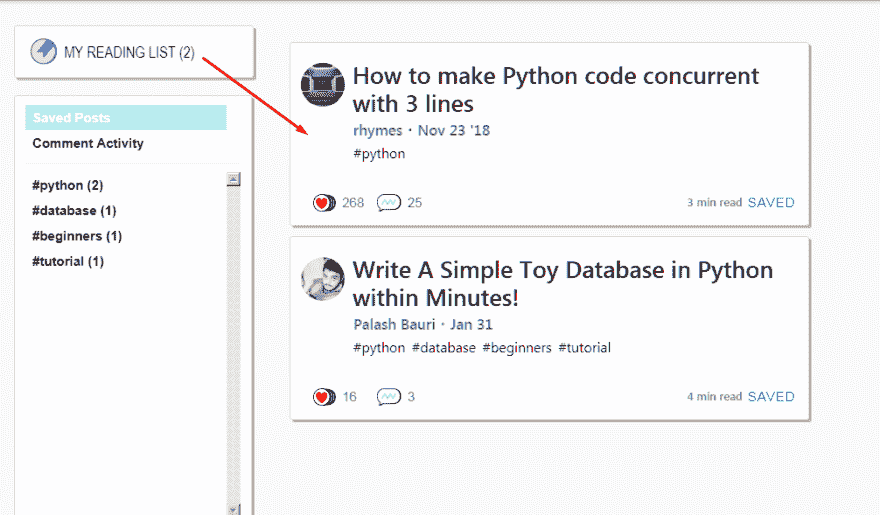 MY READING LIST (2)
Saved Posts
Comment Activity
#python (2)
#database (1)
#beginners (1)
#tutorial (1)
How to make Python code concurrent
with 3 lines
rhymes · Nov 23 '18
#python
268 25 3 min read SAVED
Write A Simple Toy Database in Python
within Minutes!
Palash Bauri · Jan 31
#python #database #beginners #tutorial
16 3 4 min read SAVED